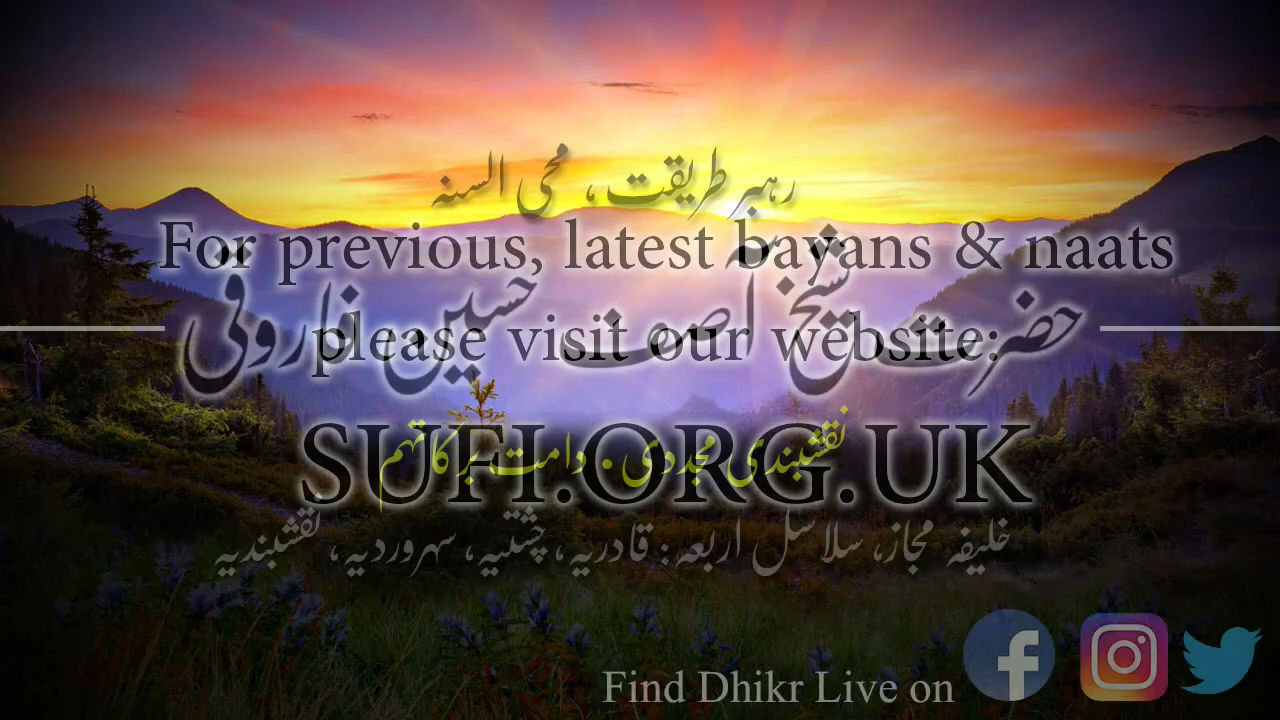 رہبر طریقت، محی السنہ
For previous, latest bayans & naats
حضرت شیخ آصف حسین فاروقی
please visit our website:
نقشبندی مجددی · دامت برکاتہم
SUFI.ORG.UK
خلیفہ مجاز، سلاسل اربعہ: قادریہ، چشتیہ، سہروردیہ، نقشبندیہ
Find Dhikr Live on